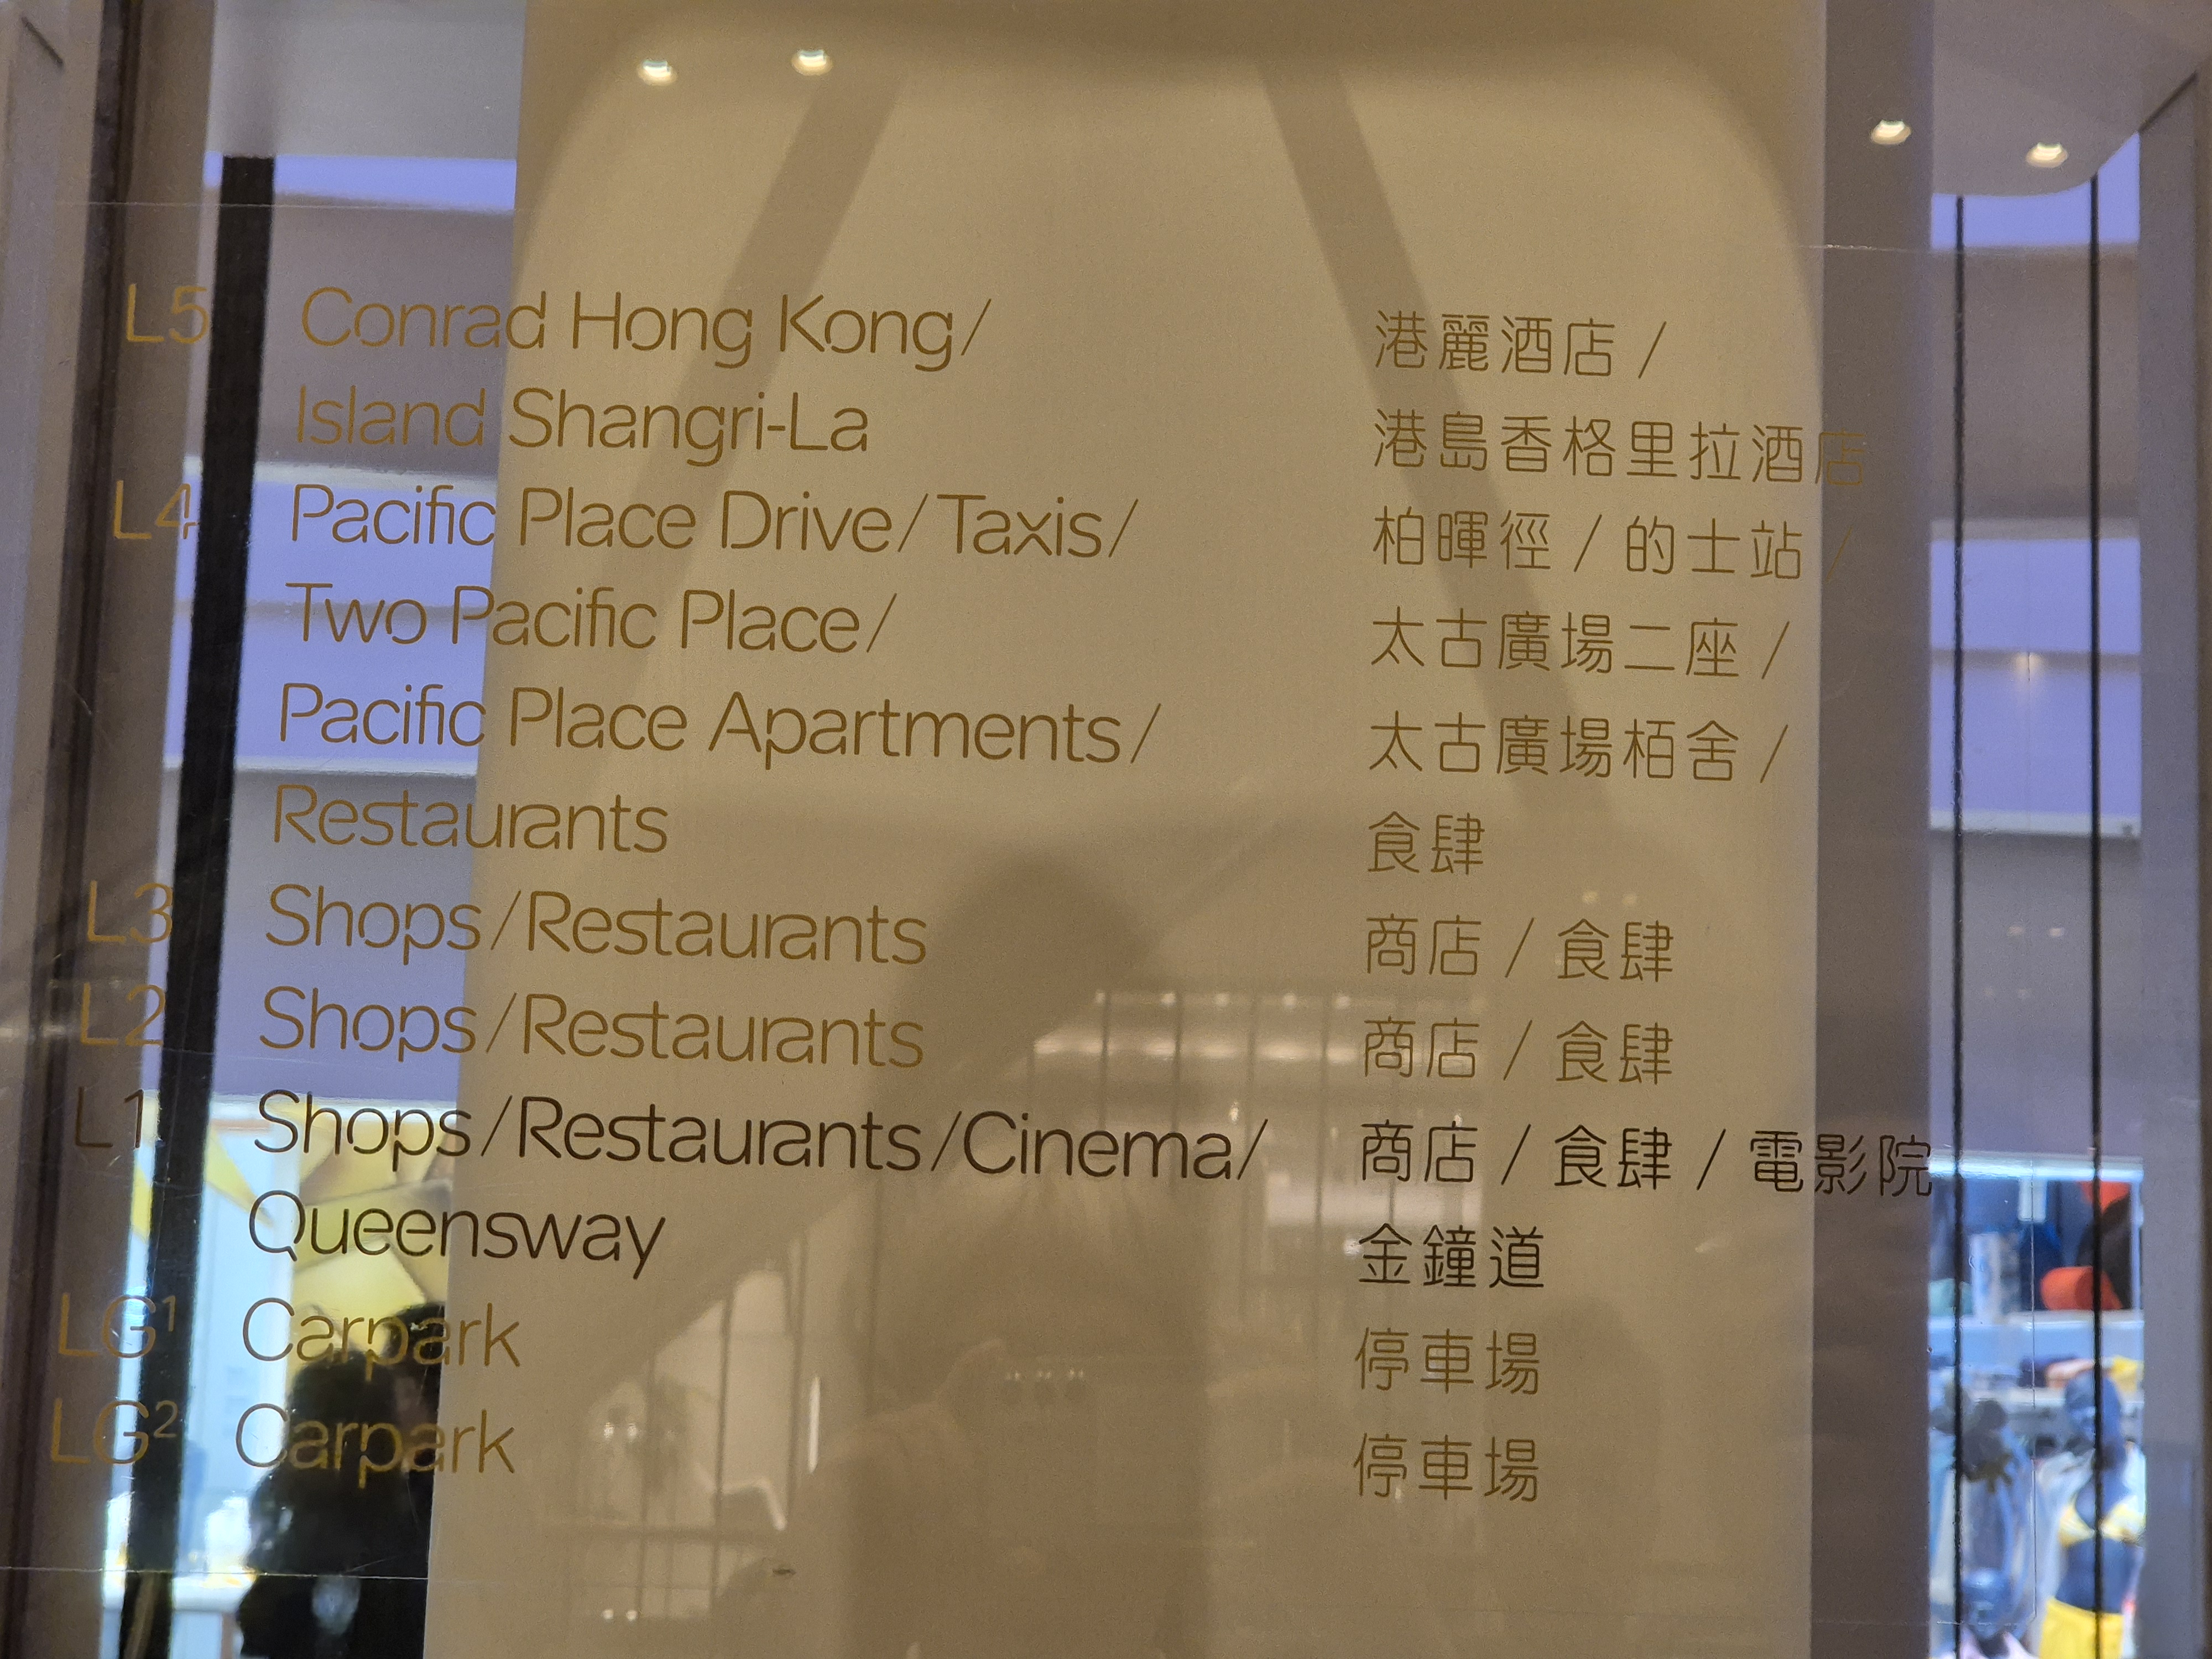 L5 Conrad Hong Kong/ 港麗酒店 /
Island Shangri-La 港島香格里拉酒店
L4 Pacific Place Drive/Taxis/ 柏暉徑 / 的士站 /
Two Pacific Place/ 太古廣場二座 /
Pacific Place Apartments/ 太古廣場栢舍 /
Restaurants 食肆
L3 Shops/Restaurants 商店 / 食肆
L2 Shops/Restaurants 商店 / 食肆
L1 Shops/Restaurants/Cinema/ 商店 / 食肆 / 電影院
Queensway 金鐘道
LG1 Carpark 停車場
LG2 Carpark 停車場